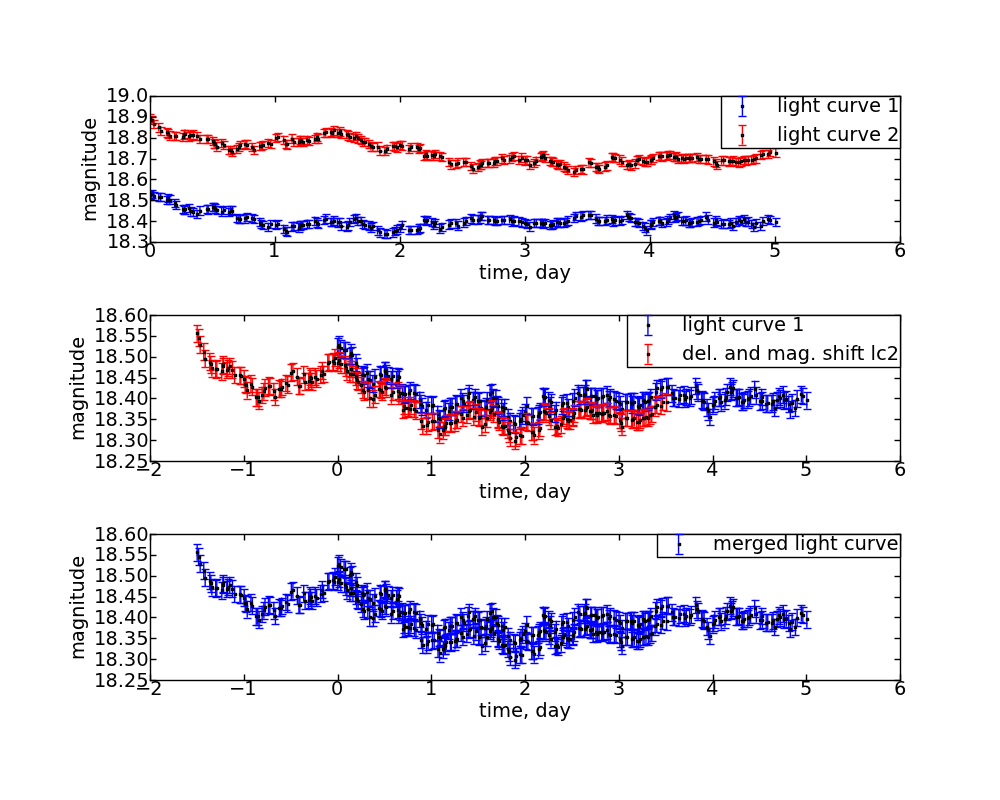 19.0
18.9
18.8
18.7
18.6
18.5
18.4
18.3
magnitude
light curve 1
light curve 2
0 1 2 3 4 5 6
time, day
18.60
18.55
18.50
18.45
18.40
18.35
18.30
18.25
magnitude
light curve 1
del. and mag. shift lc2
−2 −1 0 1 2 3 4 5 6
time, day
18.60
18.55
18.50
18.45
18.40
18.35
18.30
18.25
magnitude
merged light curve
−2 −1 0 1 2 3 4 5 6
time, day